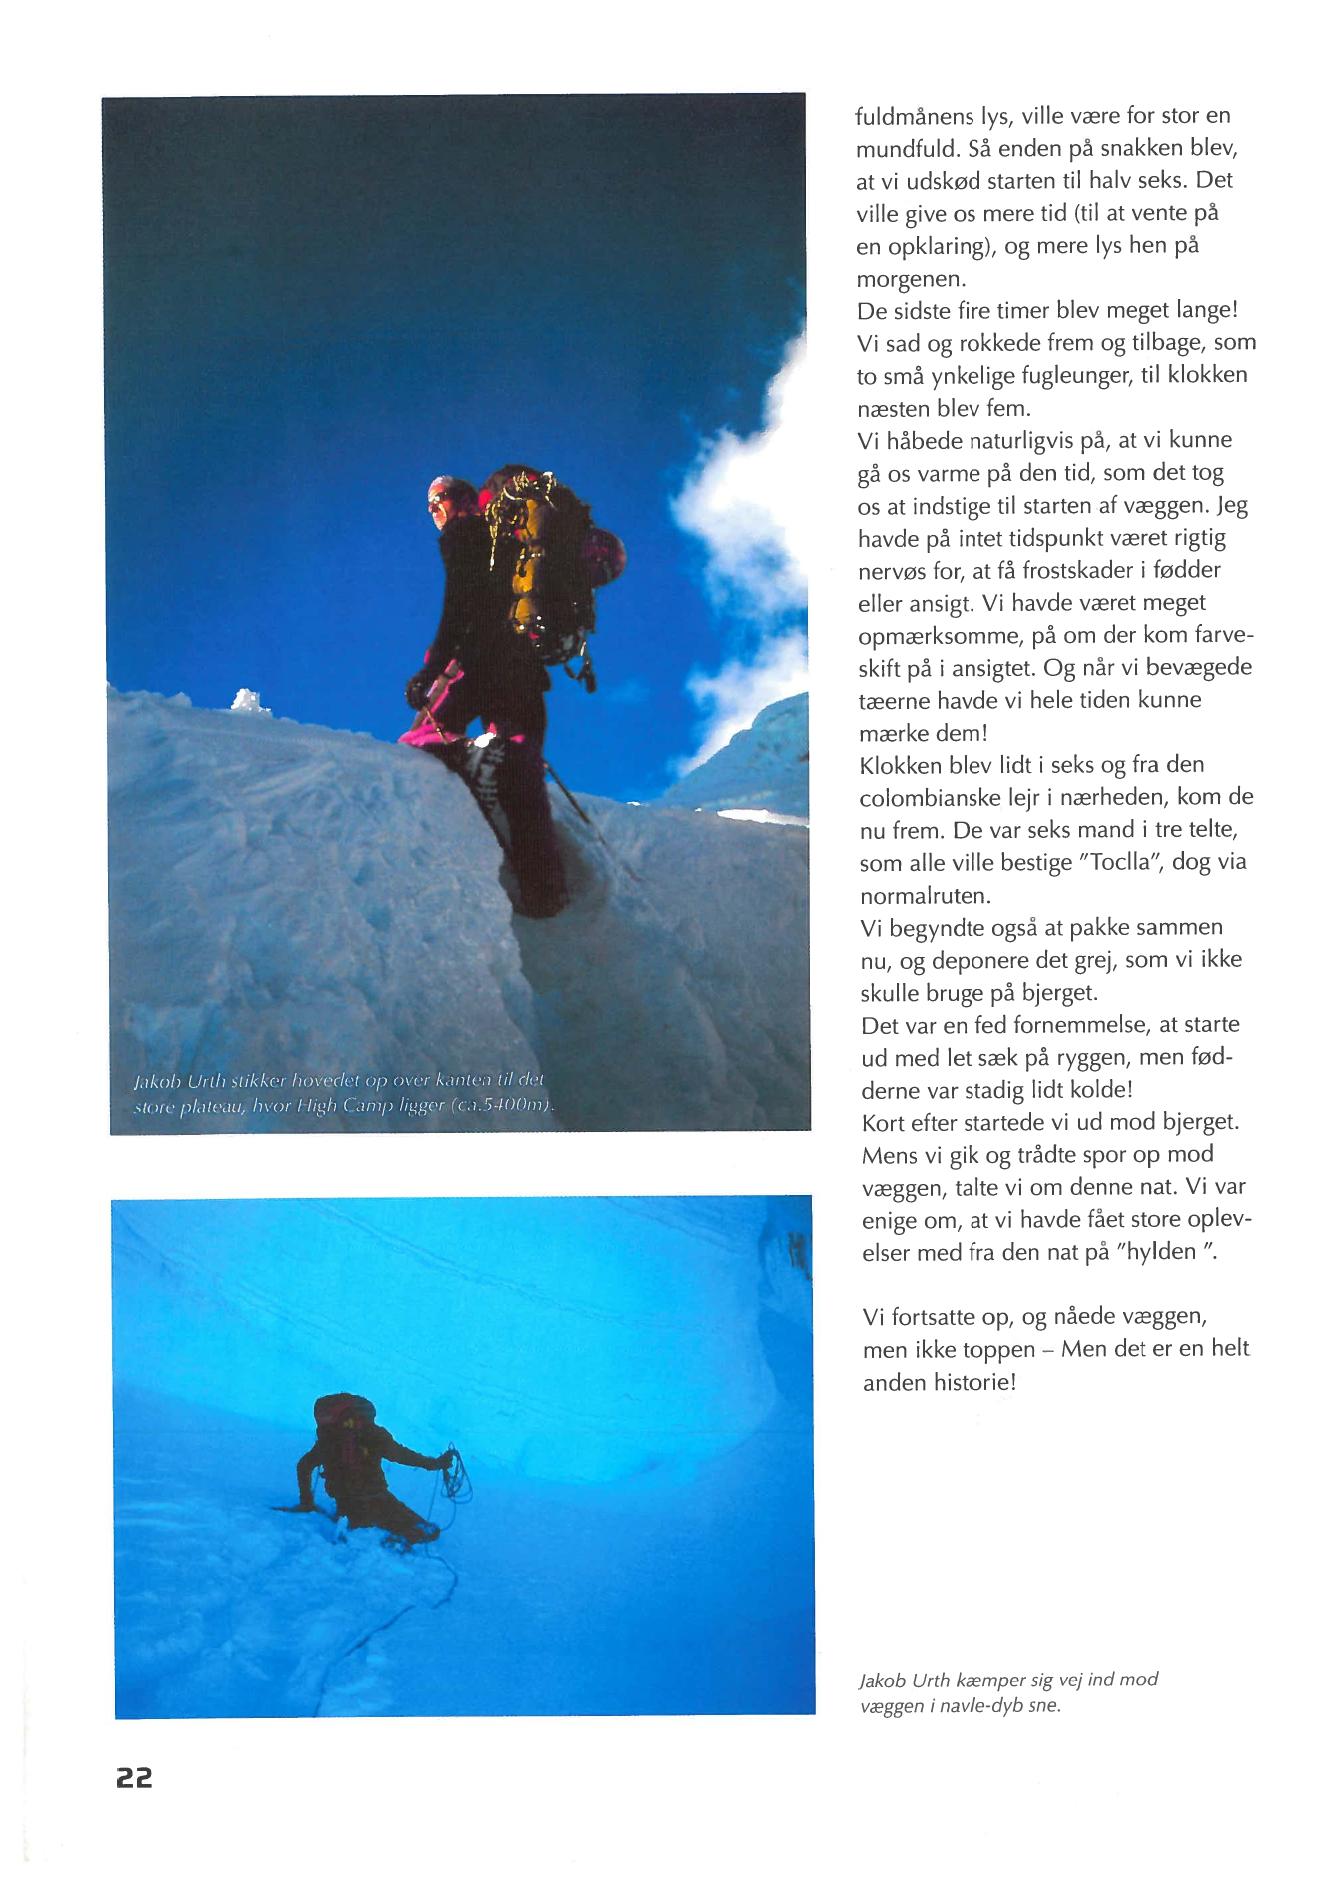 fuldmånens lys, ville være for stor en
mundfuld. Så enden på snakken blev,
at vi udskød starten til halv seks. Det
ville give os mere tid (til at vente på
en opklaring), og mere lys hen på
morgenen.
De sidste fire timer blev meget lange!
Vi sad og rokkede frem og tilbage, som
to små ynkelige fugleunger, til klokken
næsten blev fem.
Vi håbede naturligvis på, at vi kunne
gå os varme på den tid, som det tog
os at indstige til starten af væggen. Jeg
havde på intet tidspunkt været rigtig
nervøs for, at få frostskader i fødder
eller ansigt. Vi havde været meget
opmærksomme, på om der kom farve-
skift på i ansigtet. Og når vi bevægede
tæerne havde vi hele tiden kunne
mærke dem!
Klokken blev lidt i seks og fra den
colombianske lejr i nærheden, kom de
nu frem. De var seks mand i tre telte,
som alle ville bestige "Toclla", dog via
normalruten.
Vi begyndte også at pakke sammen
nu, og deponere det grej, som vi ikke
skulle bruge på bjerget.
Det var en fed fornemmelse, at starte
ud med let sæk på ryggen, men fød-
derne var stadig lidt kolde!
Kort efter startede vi ud mod bjerget.
Mens vi gik og trådte spor op mod
væggen, talte vi om denne nat. Vi var
enige om, at vi havde fået store oplev-
elser med fra den nat på "hylden ".
Vi fortsatte op, og nåede væggen,
men ikke toppen – Men det er en helt
anden historie!
Jakob Urth stikker hovedet op over kanten til det
store plateau, hvor High Camp ligger (ca.5400m).
Jakob Urth kæmper sig vej ind mod
væggen i navle-dyb sne.
22